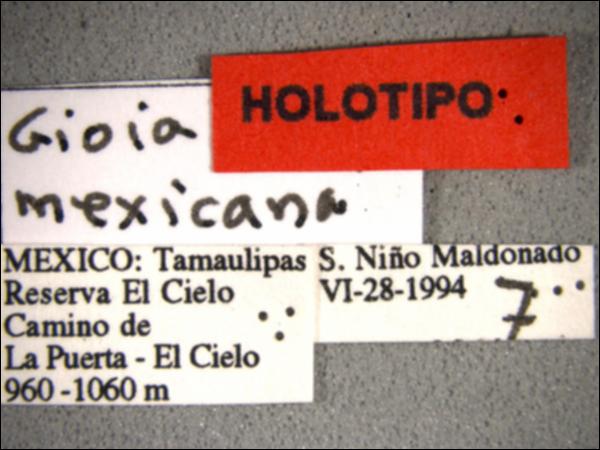 HOLOTIPO
Gioia
mexicana
MEXICO: Tamaulipas
Reserva El Cielo
Camino de
La Puerta - El Cielo
960 -1060 m
S. Niño Maldonado
VI-28-1994
7